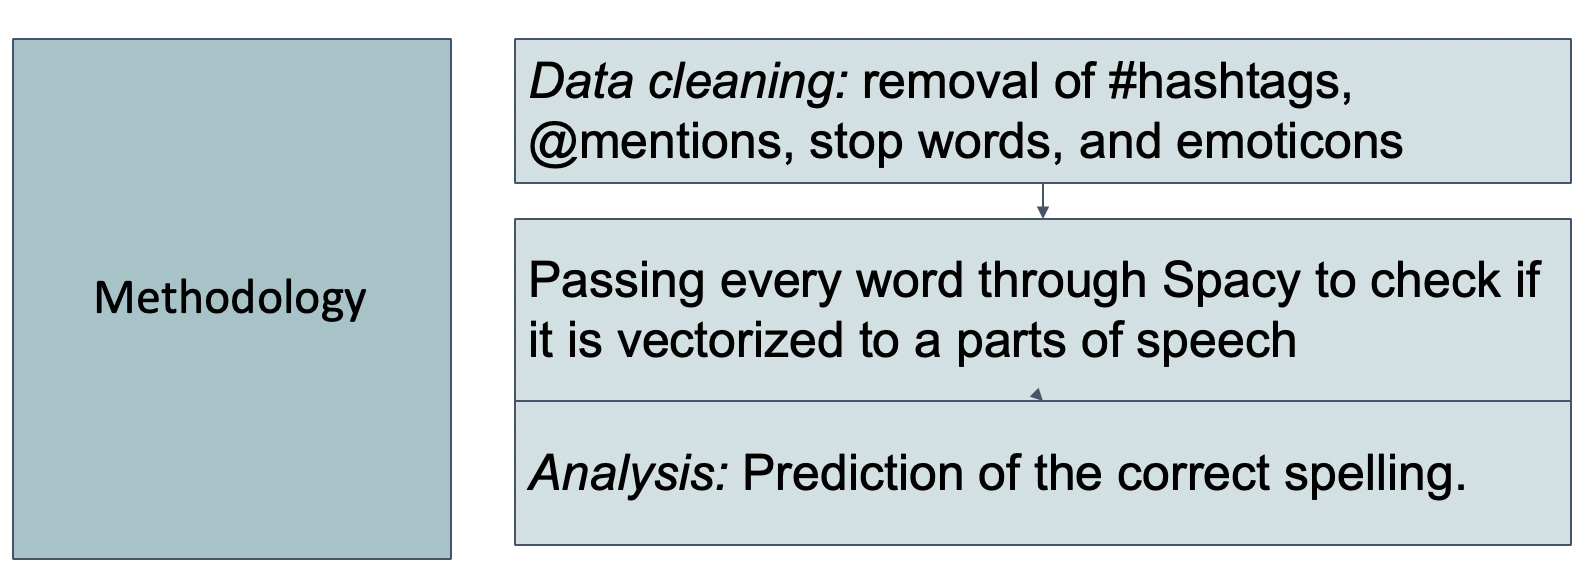 Methodology
Data cleaning: removal of #hashtags,
@mentions, stop words, and emoticons
Passing every word through Spacy to check if
it is vectorized to a parts of speech
Analysis: Prediction of the correct spelling.